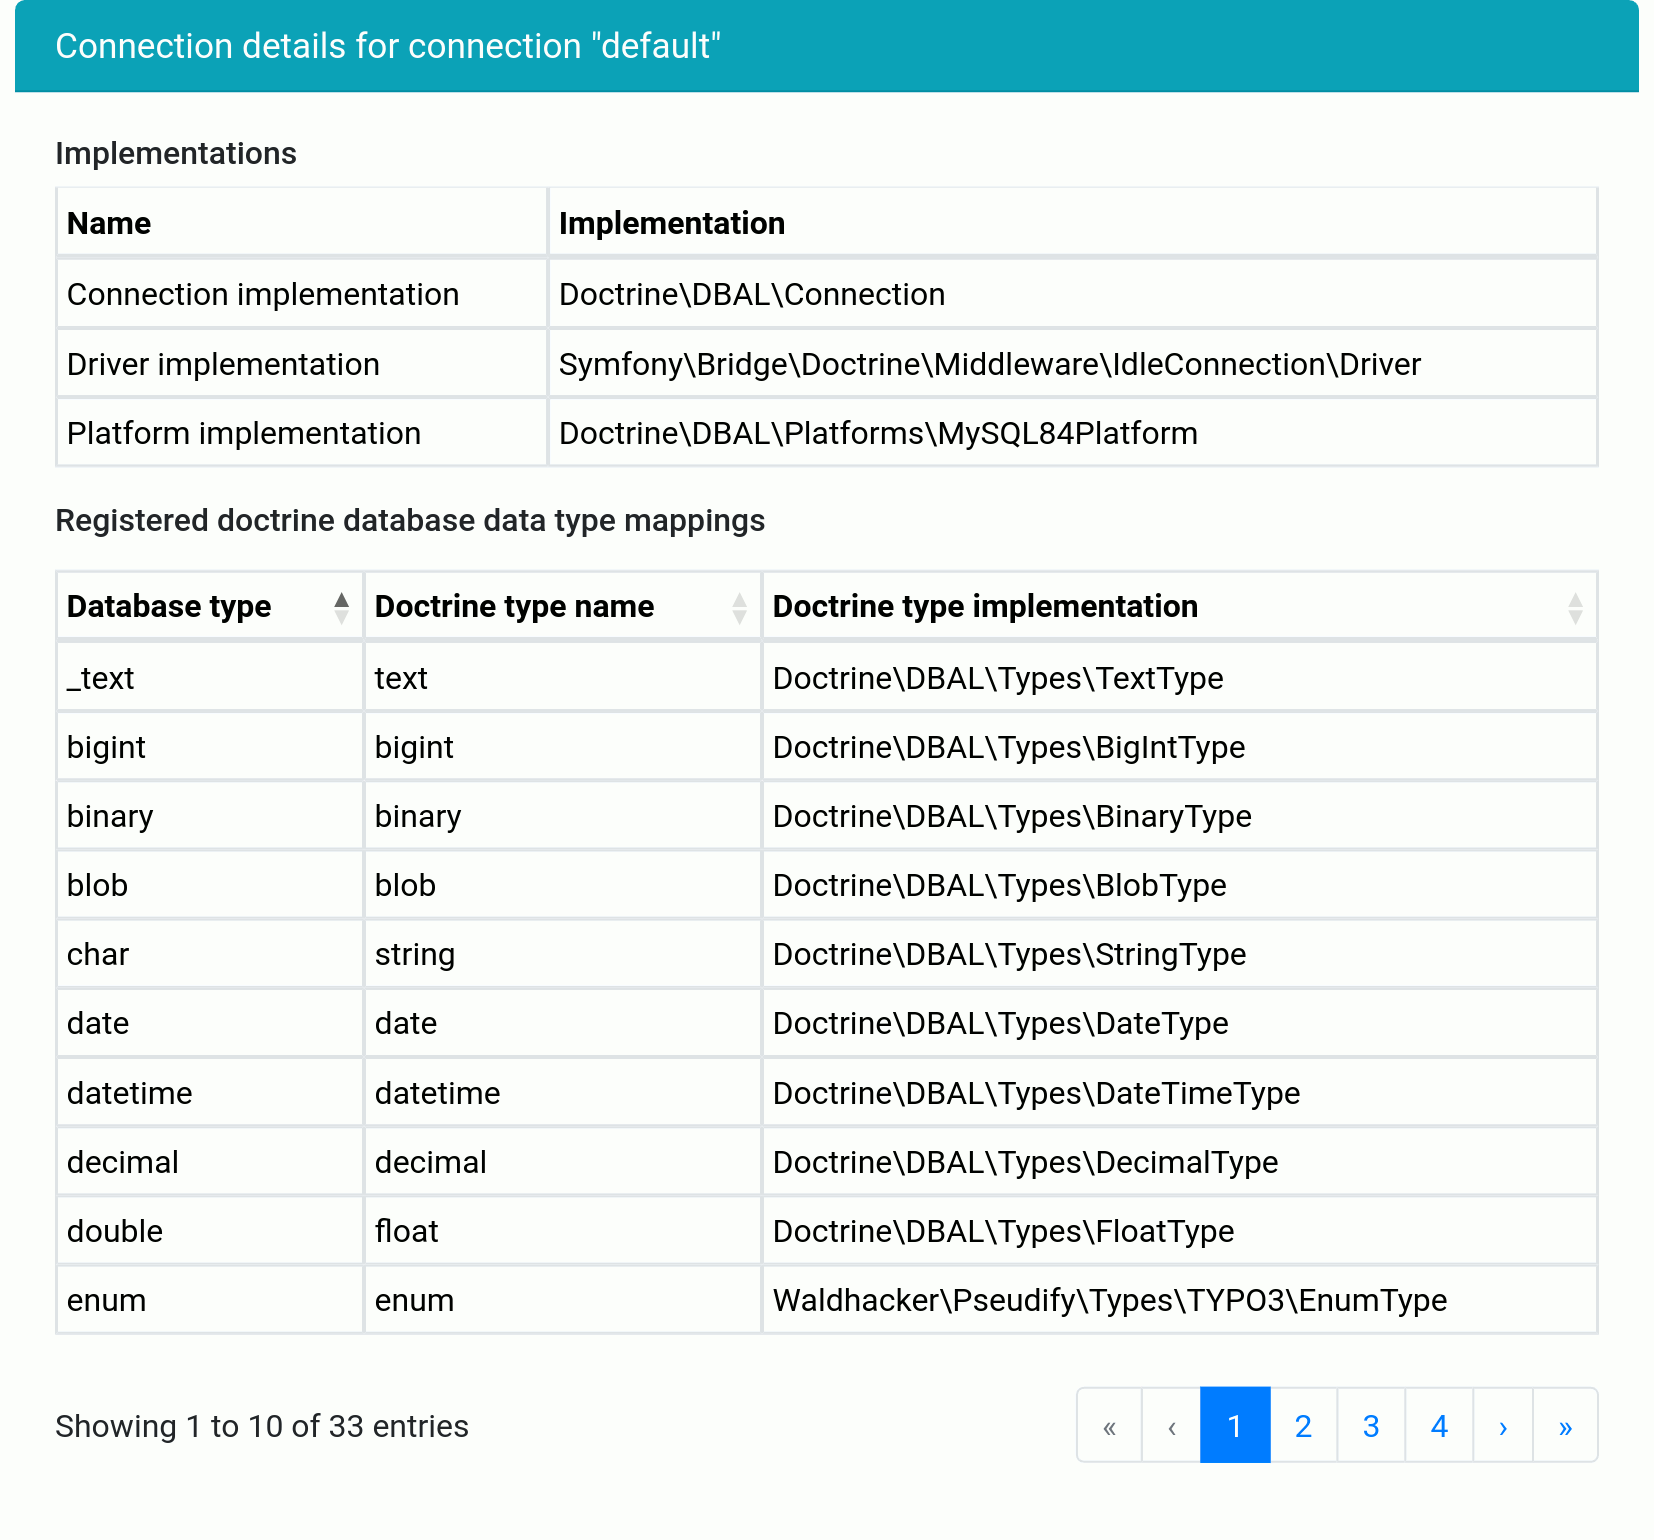 Connection details for connection "default"
Implementations
Name Implementation
Connection implementation Doctrine\DBAL\Connection
Driver implementation Symfony\Bridge\Doctrine\Middleware\IdleConnection\Driver
Platform implementation Doctrine\DBAL\Platforms\MySQL84Platform
Registered doctrine database data type mappings
Database type Doctrine type name Doctrine type implementation
_text text Doctrine\DBAL\Types\TextType
bigint bigint Doctrine\DBAL\Types\BigIntType
binary binary Doctrine\DBAL\Types\BinaryType
blob blob Doctrine\DBAL\Types\BlobType
char string Doctrine\DBAL\Types\StringType
date date Doctrine\DBAL\Types\DateType
datetime datetime Doctrine\DBAL\Types\DateTimeType
decimal decimal Doctrine\DBAL\Types\DecimalType
double float Doctrine\DBAL\Types\FloatType
enum enum Waldhacker\Pseudify\Types\TYPO3\EnumType
Showing 1 to 10 of 33 entries « ‹ 1 2 3 4 › »